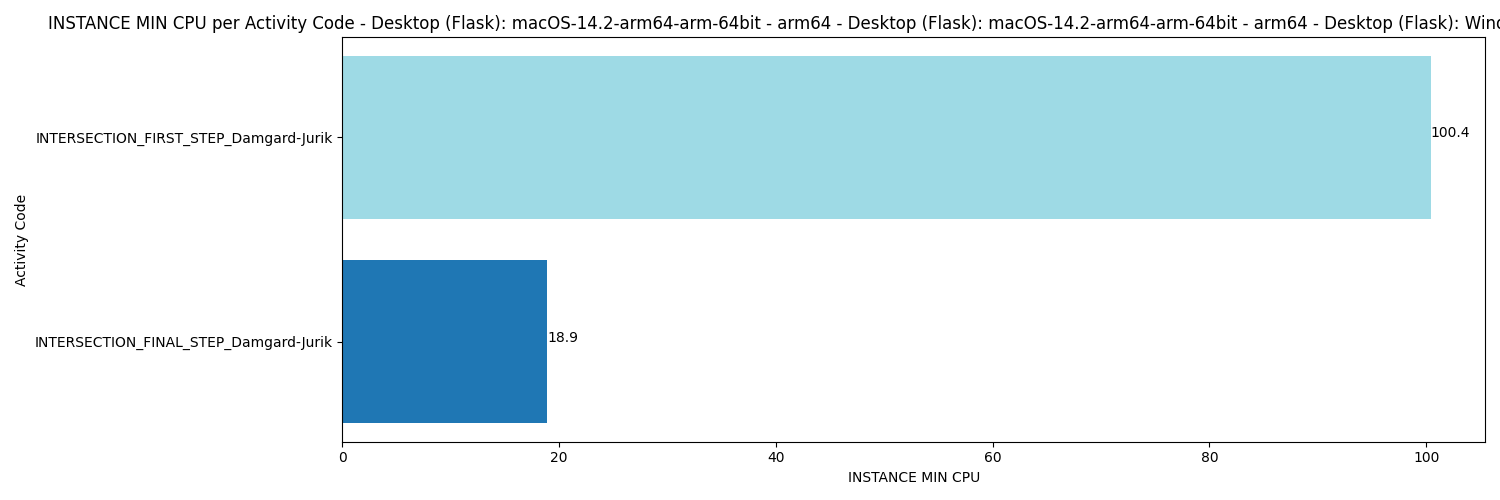 INSTANCE MIN CPU per Activity Code - Desktop (Flask): macOS-14.2-arm64-arm-64bit - arm64 - Desktop (Flask): macOS-14.2-arm64-arm-64bit - arm64 - Desktop (Flask):
INTERSECTION_FIRST_STEP_Damgard-Jurik
100.4
Activity Code
INTERSECTION_FINAL_STEP_Damgard-Jurik
18.9
0 20 40 60 80 100
INSTANCE MIN CPU